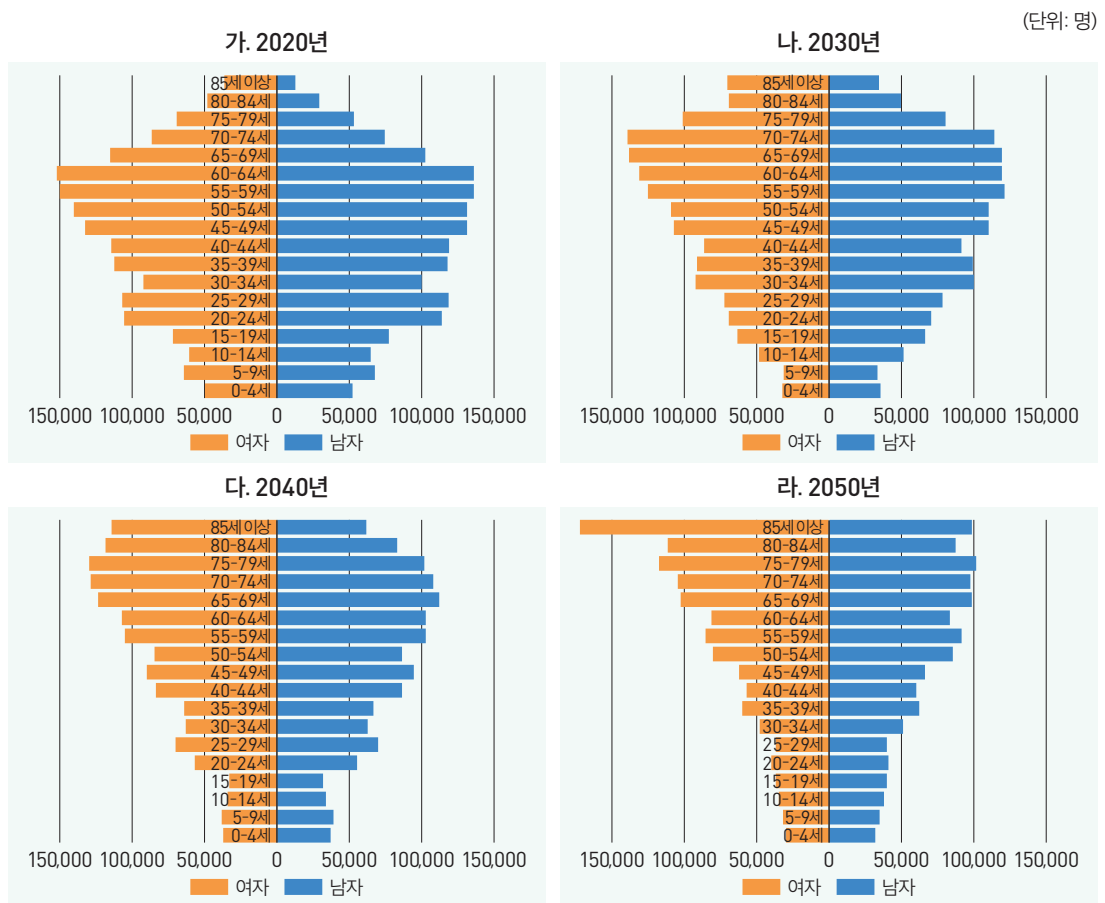 (단위: 명)
가. 2020년
85세 이상
80-84세
75-79세
70-74세
65-69세
60-64세
55-59세
50-54세
45-49세
40-44세
35-39세
30-34세
25-29세
20-24세
15-19세
10-14세
5-9세
0-4세
150,000 100,000 50,000 0 50,000 100,000 150,000
여자 남자
나. 2030년
85세 이상
80-84세
75-79세
70-74세
65-69세
60-64세
55-59세
50-54세
45-49세
40-44세
35-39세
30-34세
25-29세
20-24세
15-19세
10-14세
5-9세
0-4세
150,000 100,000 50,000 0 50,000 100,000 150,000
여자 남자
다. 2040년
85세 이상
80-84세
75-79세
70-74세
65-69세
60-64세
55-59세
50-54세
45-49세
40-44세
35-39세
30-34세
25-29세
20-24세
15-19세
10-14세
5-9세
0-4세
150,000 100,000 50,000 0 50,000 100,000 150,000
여자 남자
라. 2050년
85세 이상
80-84세
75-79세
70-74세
65-69세
60-64세
55-59세
50-54세
45-49세
40-44세
35-39세
30-34세
25-29세
20-24세
15-19세
10-14세
5-9세
0-4세
150,000 100,000 50,000 0 50,000 100,000 150,000
여자 남자